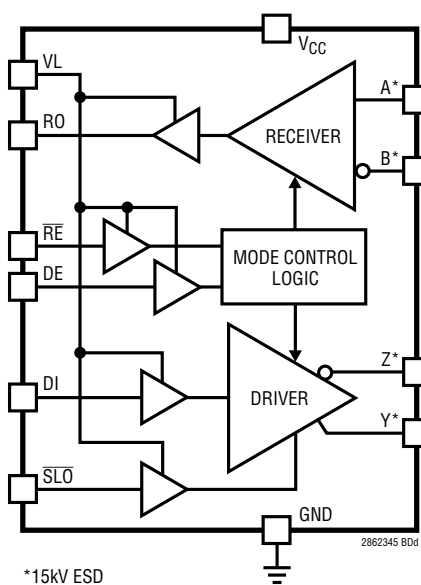 VL
VCC
A*
RO
RECEIVER
B*
RE
MODE CONTROL
LOGIC
DE
Z*
DI
DRIVER
Y*
SLO
GND
2862345 BDd
*15kV ESD